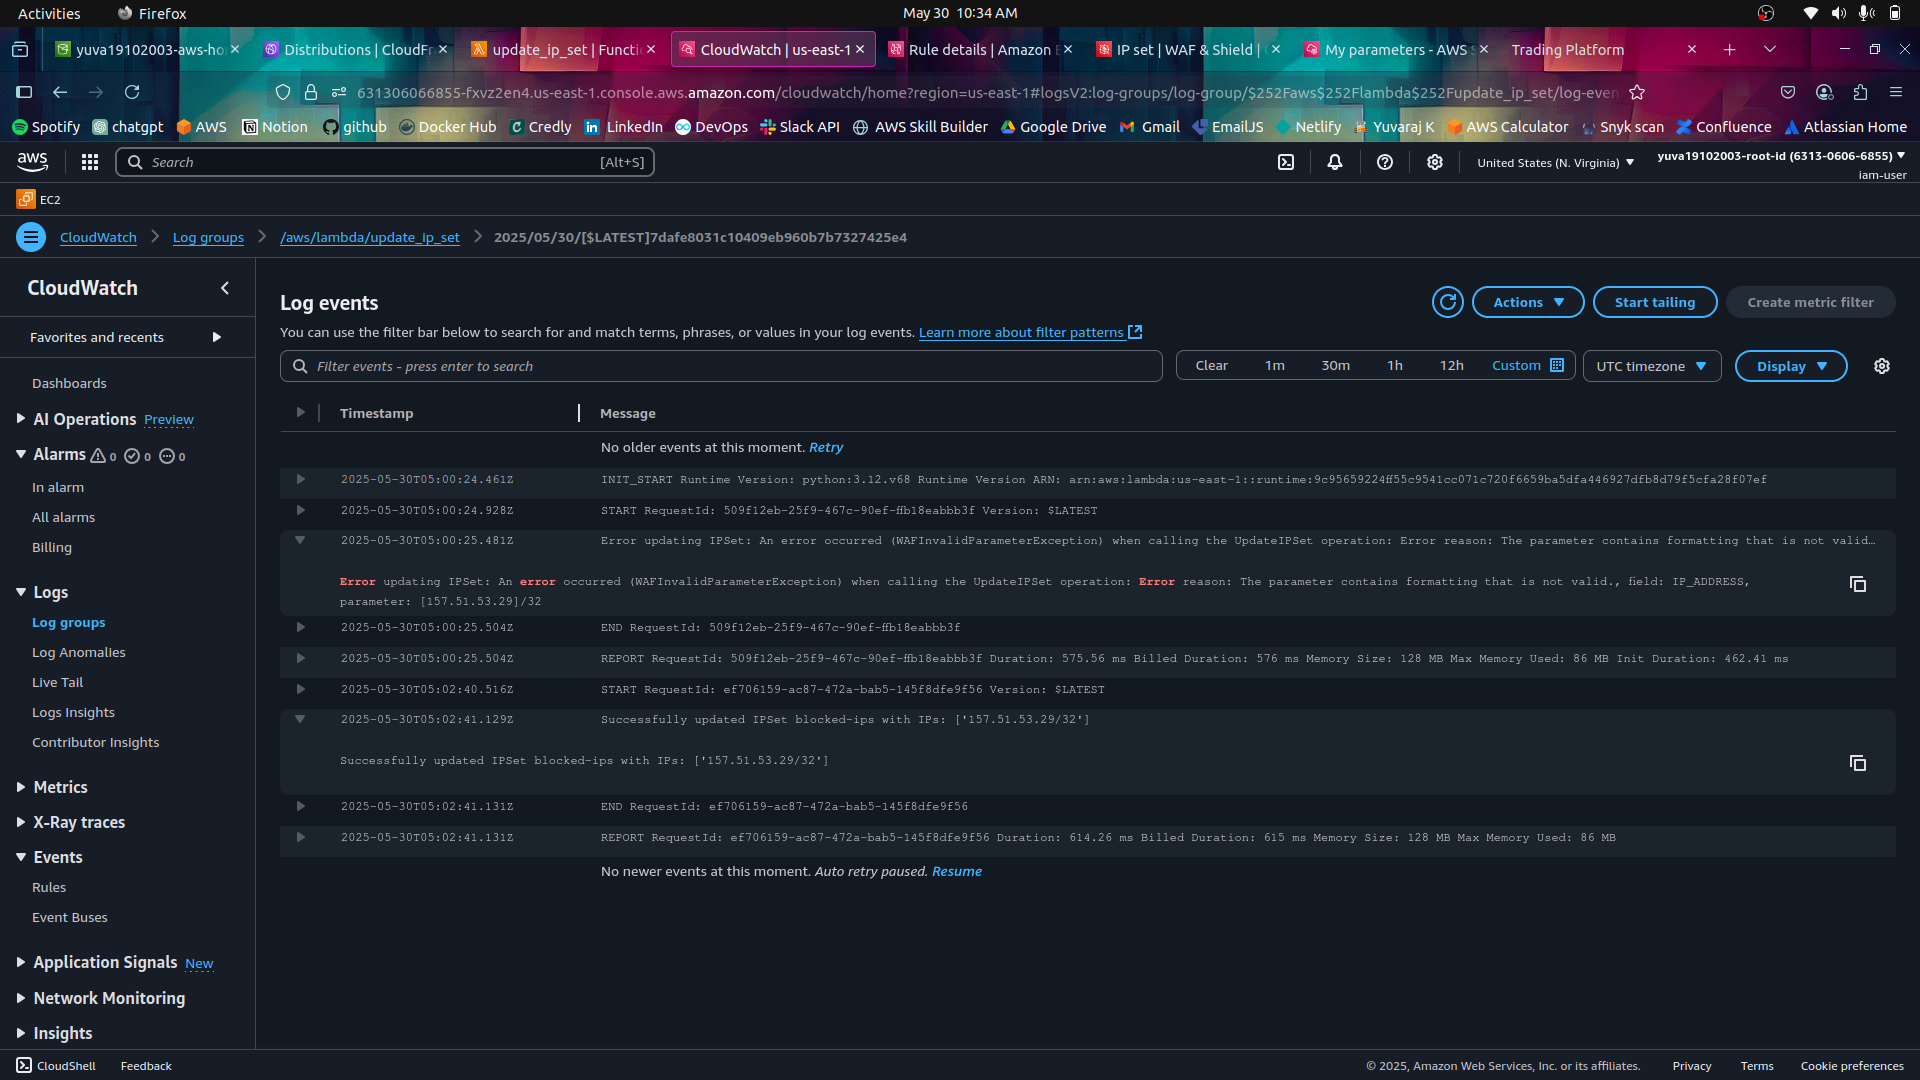 Activities
Firefox
May 30 10:34 AM
yuva19102003-aws-ho
Distributions | CloudFr
update_ip_set | Functi
CloudWatch | us-east-1
Rule details | Amazon E
IP set | WAF & Shield |
My parameters - AWS S
Trading Platform
631306066855-fxvz2en4.us-east-1.console.aws.amazon.com/cloudwatch/home?region=us-east-1#logsV2:log-groups/log-group/$252Faws$252Flambda$252Fupdate_ip_set/log-even
Spotify
chatgpt
AWS
Notion
github
Docker Hub
Credly
LinkedIn
DevOps
Slack API
AWS Skill Builder
Google Drive
Gmail
EmailJS
Netlify
Yuvaraj K
AWS Calculator
Snyk scan
Confluence
Atlassian Home
aws
Search
[Alt+S]
United States (N. Virginia)
yuva19102003-root-id (6313-0606-6855)
iam-user
EC2
CloudWatch
Log groups
/aws/lambda/update_ip_set
2025/05/30/[$LATEST]7dafe8031c10409eb960b7b7327425e4
CloudWatch
Favorites and recents
Dashboards
AI Operations Preview
Alarms 0 0 0
In alarm
All alarms
Billing
Logs
Log groups
Log Anomalies
Live Tail
Logs Insights
Contributor Insights
Metrics
X-Ray traces
Events
Rules
Event Buses
Application Signals New
Network Monitoring
Insights
Log events
Actions
Start tailing
Create metric filter
You can use the filter bar below to search for and match terms, phrases, or values in your log events. Learn more about filter patterns
Filter events - press enter to search
Clear 1m 30m 1h 12h Custom
UTC timezone
Display
Timestamp Message
No older events at this moment. Retry
2025-05-30T05:00:24.461Z INIT_START Runtime Version: python:3.12.v68 Runtime Version ARN: arn:aws:lambda:us-east-1::runtime:9c95659224ff55c9541cc071c720f6659ba5dfa446927dfb8d79f5cfa28f07ef
2025-05-30T05:00:24.928Z START RequestId: 509f12eb-25f9-467c-90ef-ffb18eabbb3f Version: $LATEST
2025-05-30T05:00:25.481Z Error updating IPSet: An error occurred (WAFInvalidParameterException) when calling the UpdateIPSet operation: Error reason: The parameter contains formatting that is not valid…
Error updating IPSet: An error occurred (WAFInvalidParameterException) when calling the UpdateIPSet operation: Error reason: The parameter contains formatting that is not valid., field: IP_ADDRESS,
parameter: [157.51.53.29]/32
2025-05-30T05:00:25.504Z END RequestId: 509f12eb-25f9-467c-90ef-ffb18eabbb3f
2025-05-30T05:00:25.504Z REPORT RequestId: 509f12eb-25f9-467c-90ef-ffb18eabbb3f Duration: 575.56 ms Billed Duration: 576 ms Memory Size: 128 MB Max Memory Used: 86 MB Init Duration: 462.41 ms
2025-05-30T05:02:40.516Z START RequestId: ef706159-ac87-472a-bab5-145f8dfe9f56 Version: $LATEST
2025-05-30T05:02:41.129Z Successfully updated IPSet blocked-ips with IPs: ['157.51.53.29/32']
Successfully updated IPSet blocked-ips with IPs: ['157.51.53.29/32']
2025-05-30T05:02:41.131Z END RequestId: ef706159-ac87-472a-bab5-145f8dfe9f56
2025-05-30T05:02:41.131Z REPORT RequestId: ef706159-ac87-472a-bab5-145f8dfe9f56 Duration: 614.26 ms Billed Duration: 615 ms Memory Size: 128 MB Max Memory Used: 86 MB
No newer events at this moment. Auto retry paused. Resume
CloudShell
Feedback
© 2025, Amazon Web Services, Inc. or its affiliates.
Privacy
Terms
Cookie preferences